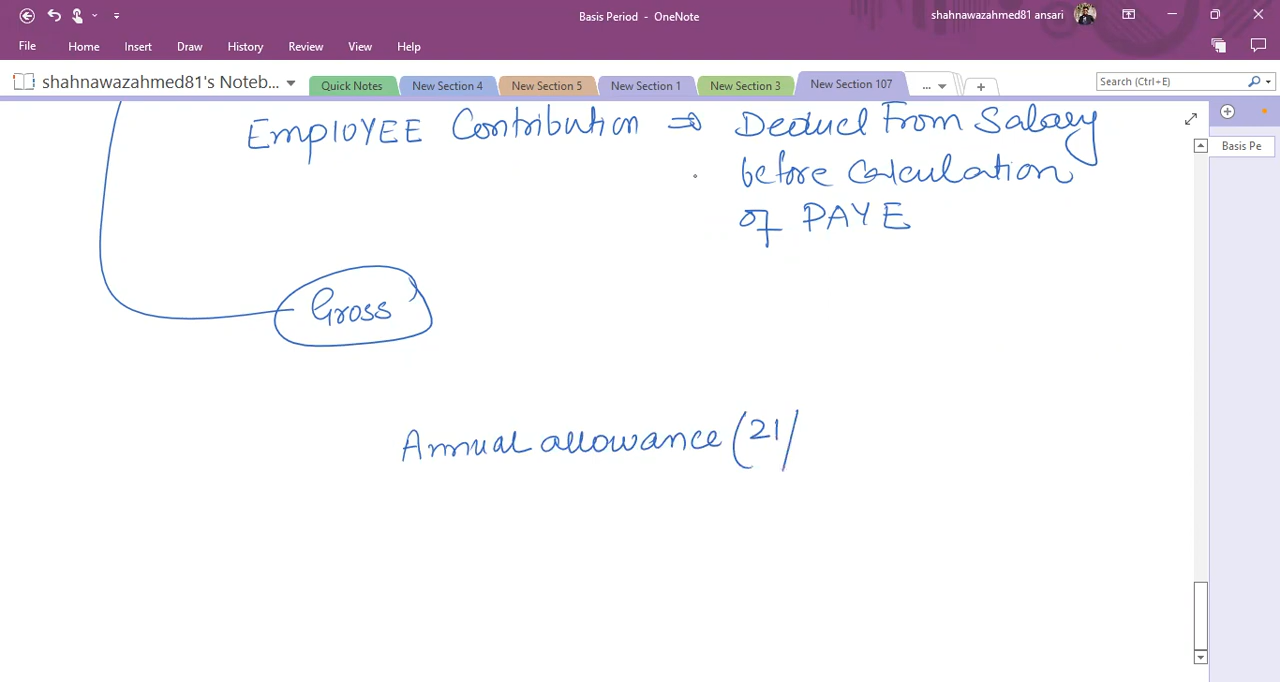 Basis Period - OneNote
shahnawazahmed81 ansari
File Home Insert Draw History Review View Help
shahnawazahmed81's Noteb... Quick Notes New Section 4 New Section 5 New Section 1 New Section 3 New Section 107 ... Search (Ctrl+E)
Basis Pe
EMPloYEE Contribution ⇒ Deduct From Salary
before Calculation
of PAYE
Gross
Annual allowance (21/